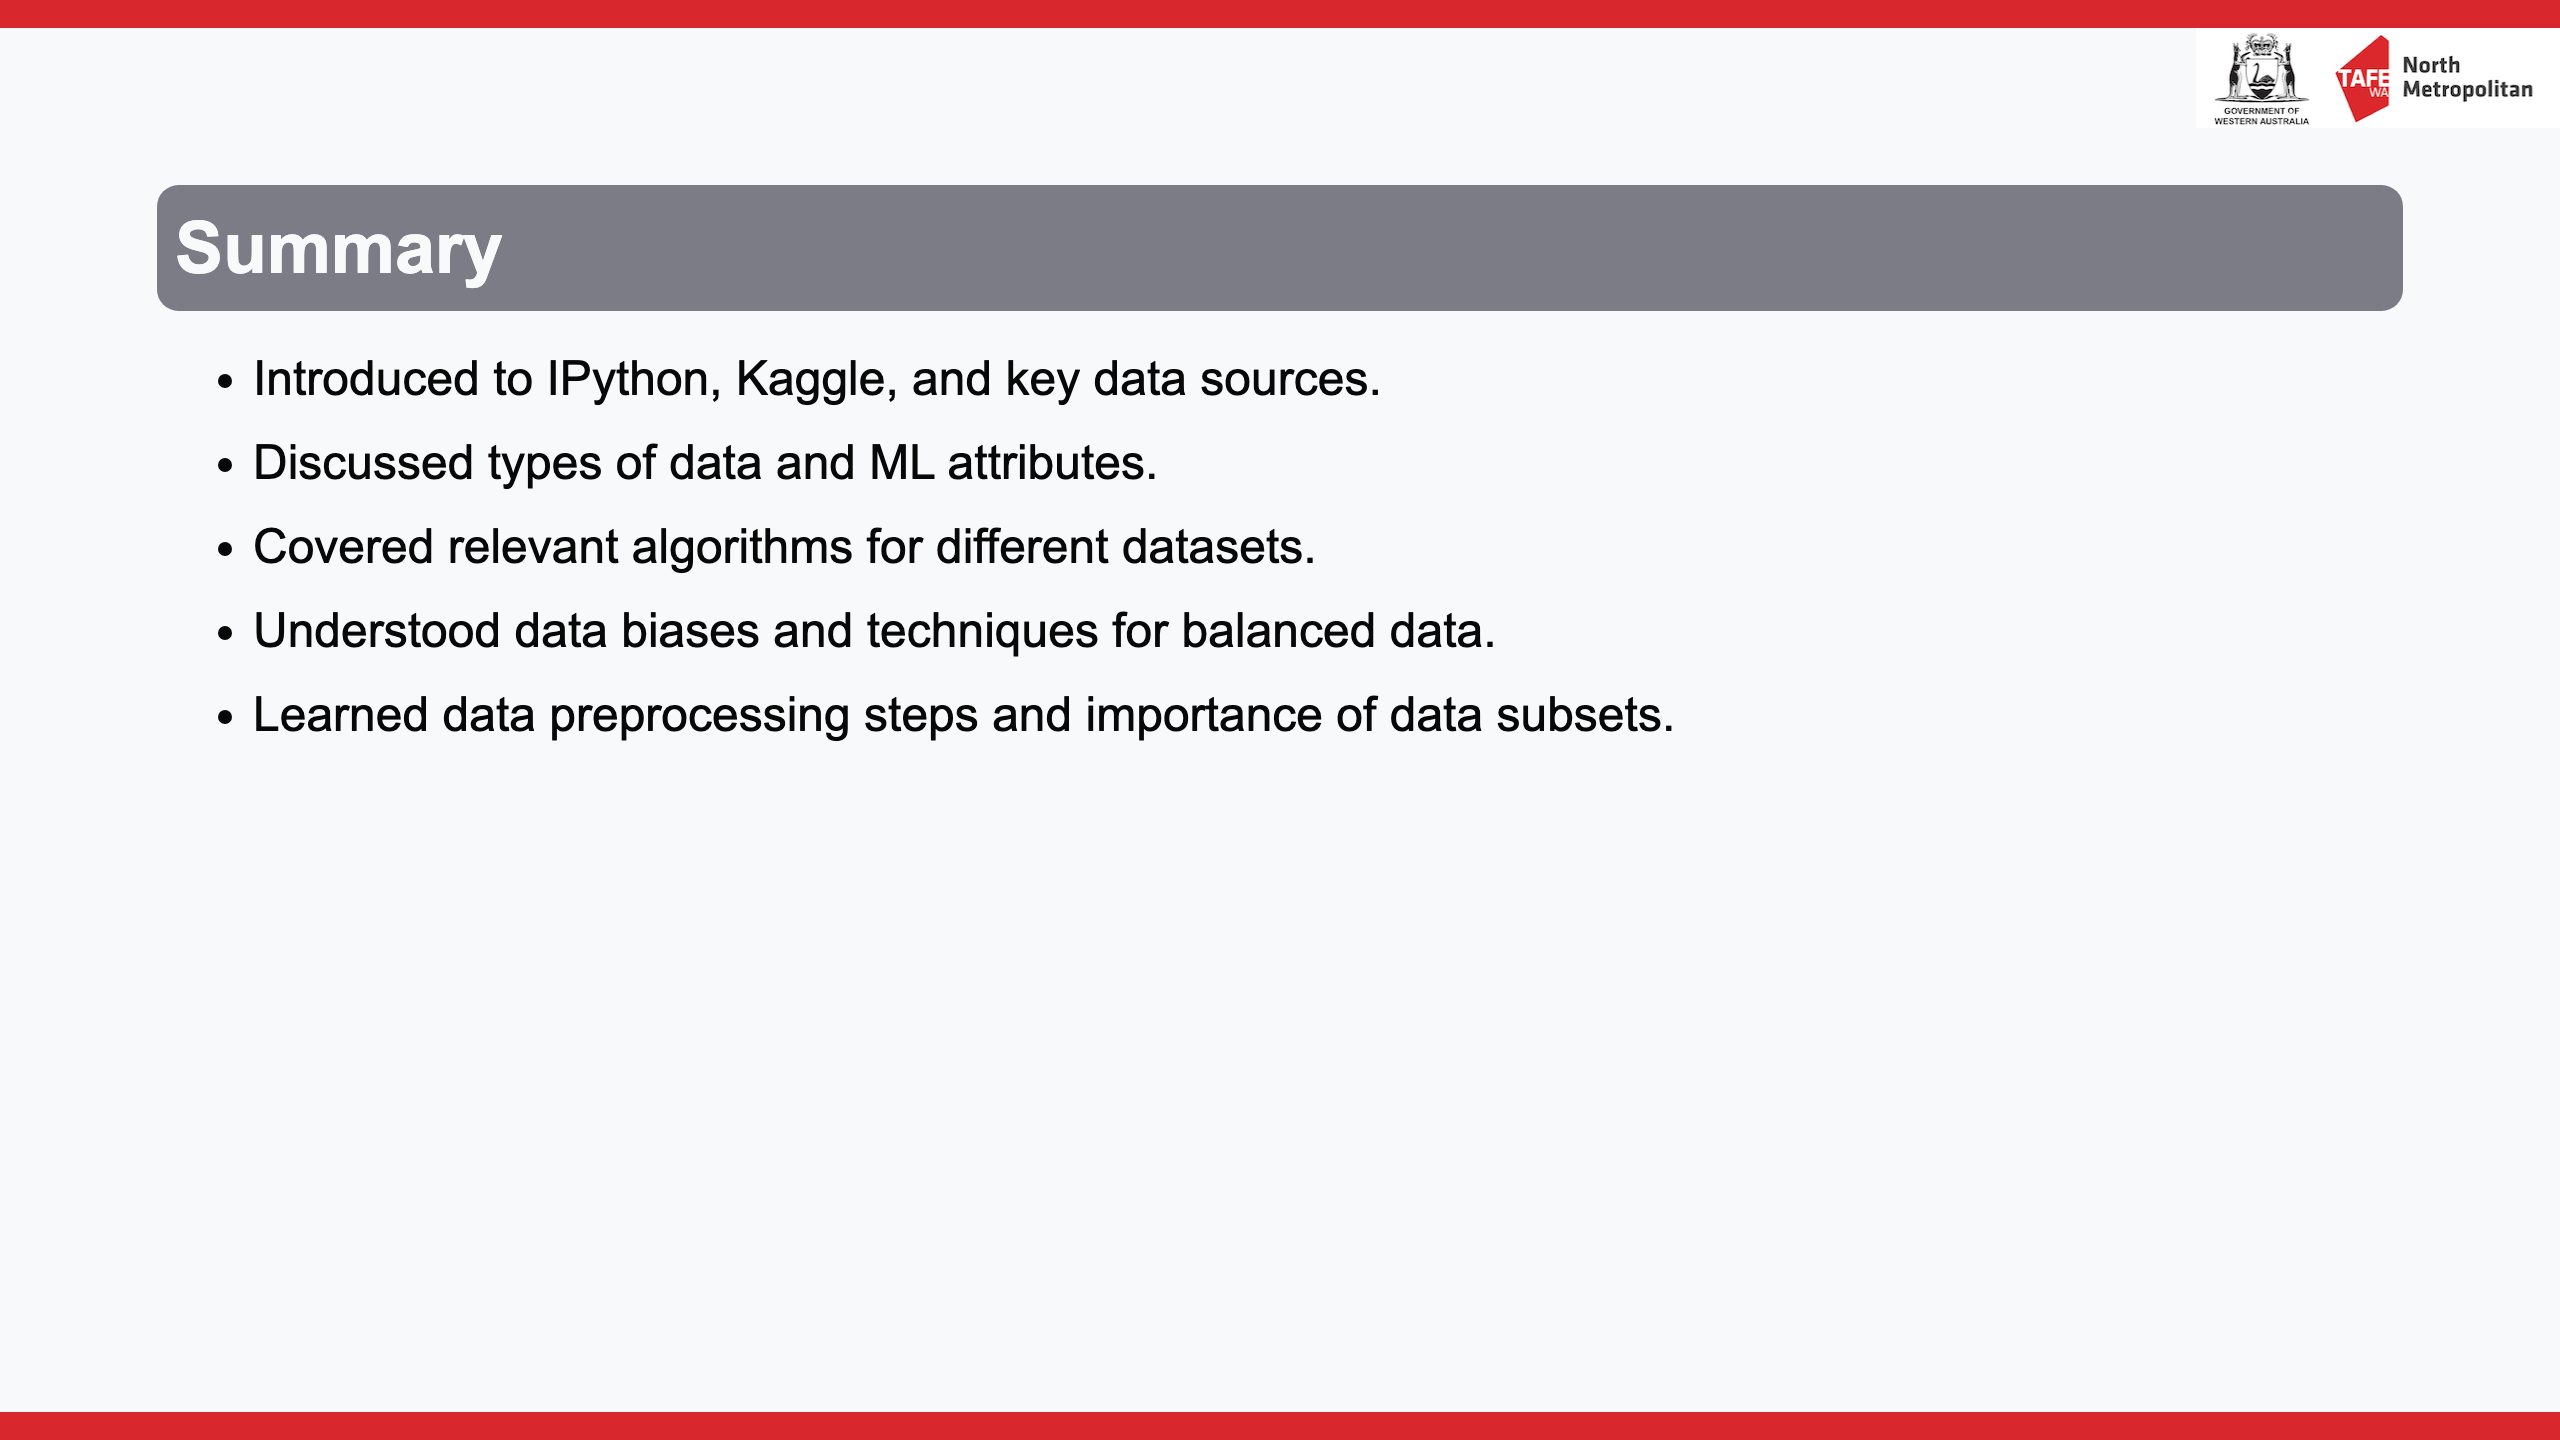 GOVERNMENT OF
WESTERN AUSTRALIA
TAFE
WA
North
Metropolitan
Summary
• Introduced to IPython, Kaggle, and key data sources.
• Discussed types of data and ML attributes.
• Covered relevant algorithms for different datasets.
• Understood data biases and techniques for balanced data.
• Learned data preprocessing steps and importance of data subsets.